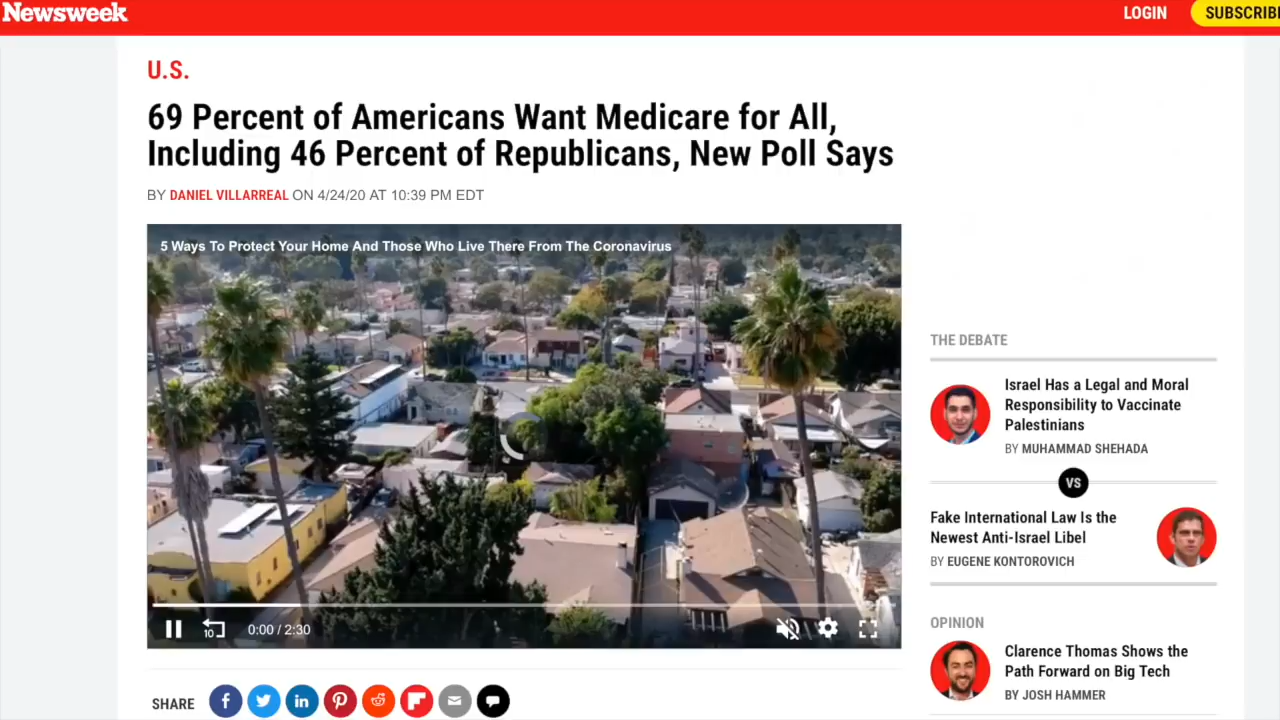 Newsweek
LOGIN
SUBSCRIB
U.S.
69 Percent of Americans Want Medicare for All,
Including 46 Percent of Republicans, New Poll Says
BY DANIEL VILLARREAL ON 4/24/20 AT 10:39 PM EDT
5 Ways To Protect Your Home And Those Who Live There From The Coronavirus
10
0:00 / 2:30
SHARE
THE DEBATE
Israel Has a Legal and Moral
Responsibility to Vaccinate
Palestinians
BY MUHAMMAD SHEHADA
VS
Fake International Law Is the
Newest Anti-Israel Libel
BY EUGENE KONTOROVICH
OPINION
Clarence Thomas Shows the
Path Forward on Big Tech
BY JOSH HAMMER